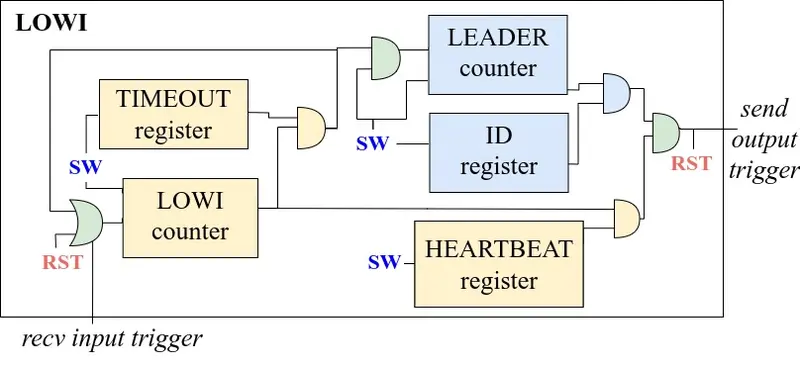 LOWI
LEADER
counter
TIMEOUT
register
send
output
trigger
SW
ID
register
SW
RST
LOWI
counter
HEARTBEAT
register
SW
RST
recv input trigger